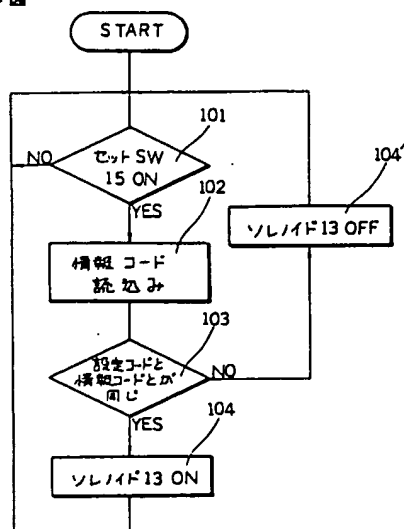 START
101
セットSW
15 ON
NO
104'
102
YES
ソレノイド13 OFF
情報コード
読込み
103
設定コードと
情報コードとが
同じ
NO
YES
104
ソレノイド13 ON